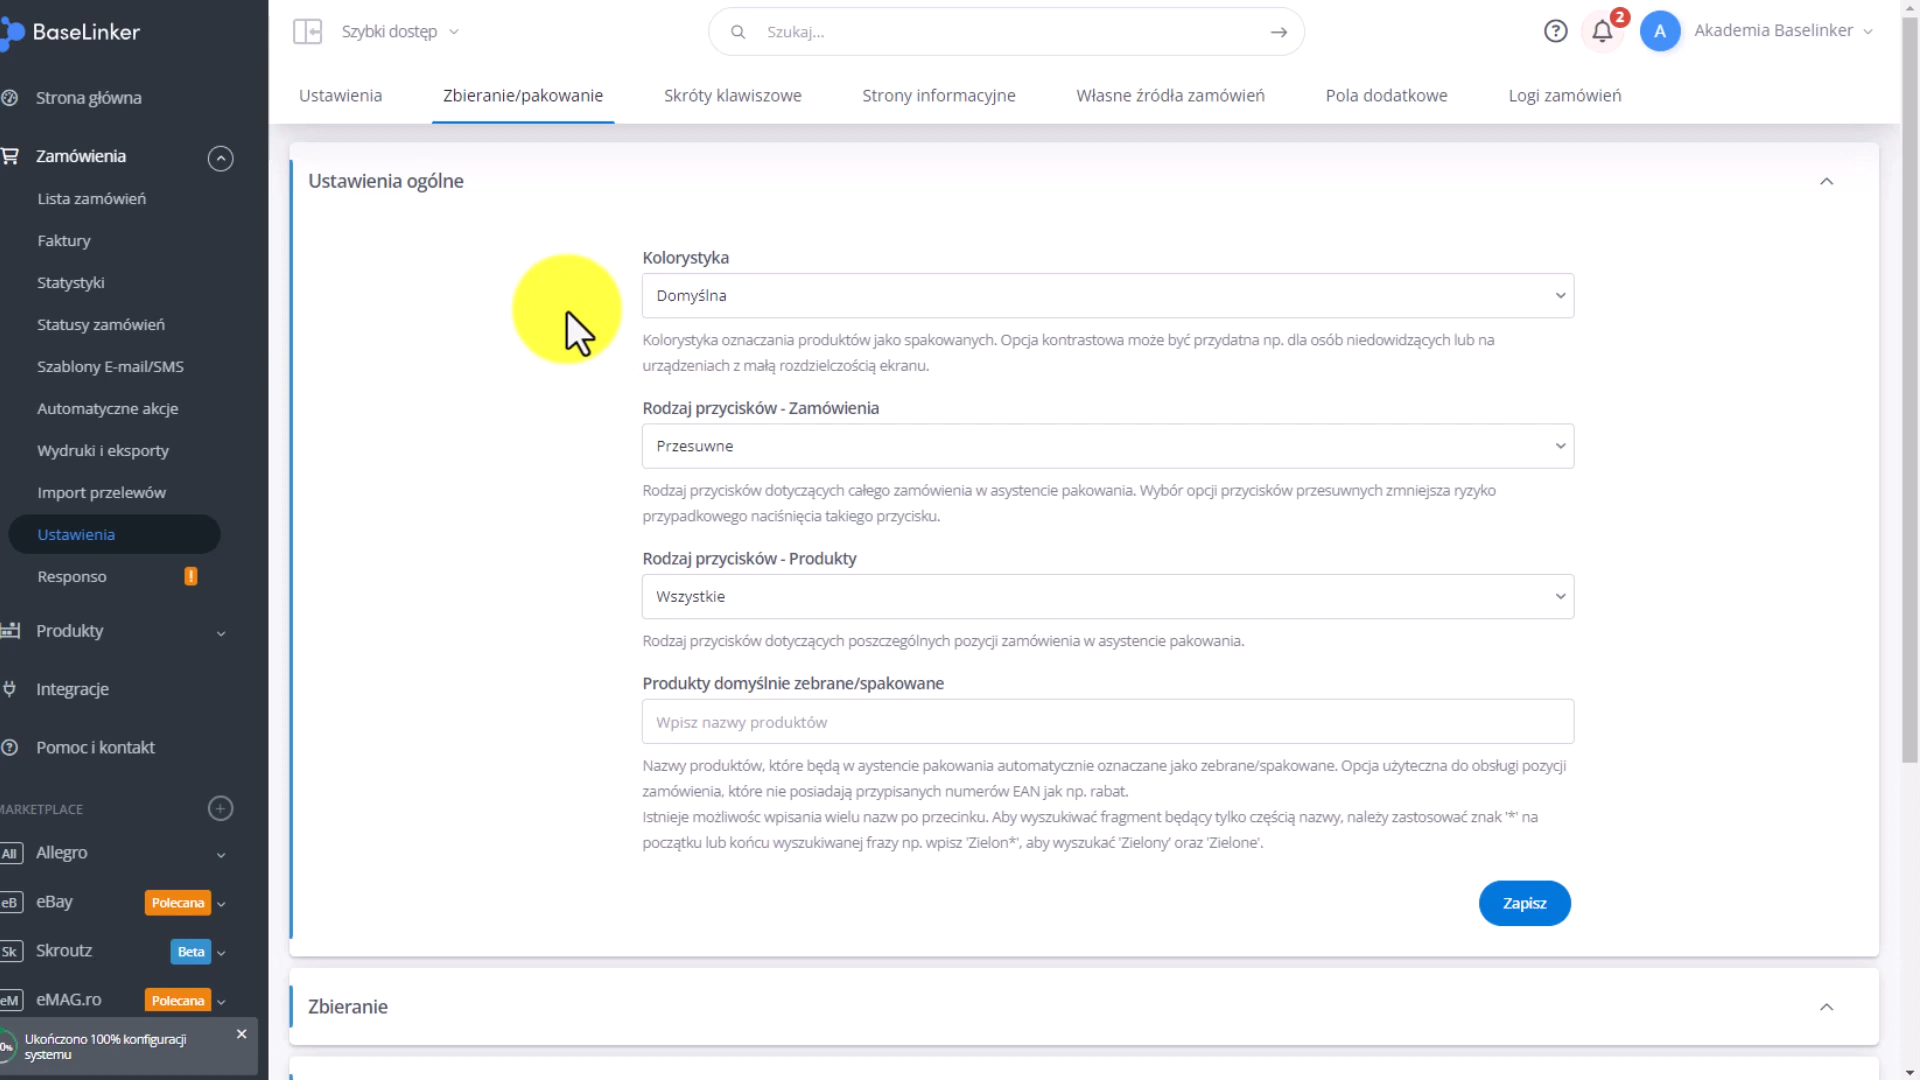 BaseLinker
Szybki dostęp
Szukaj...
2
A
Akademia Baselinker
Strona główna
Zamówienia
Lista zamówień
Faktury
Statystyki
Statusy zamówień
Szablony E-mail/SMS
Automatyczne akcje
Wydruki i eksporty
Import przelewów
Ustawienia
Responso
!
Produkty
Integracje
Pomoc i kontakt
MARKETPLACE
All Allegro
eB eBay Polecana
Sk Skroutz Beta
eM eMAG.ro Polecana
0%
Ukończono 100% konfiguracji
systemu
Ustawienia
Zbieranie/pakowanie
Skróty klawiszowe
Strony informacyjne
Własne źródła zamówień
Pola dodatkowe
Logi zamówień
Ustawienia ogólne
Kolorystyka
Domyślna
Kolorystyka oznaczania produktów jako spakowanych. Opcja kontrastowa może być przydatna np. dla osób niedowidzących lub na
urządzeniach z małą rozdzielczością ekranu.
Rodzaj przycisków - Zamówienia
Przesuwne
Rodzaj przycisków dotyczących całego zamówienia w asystencie pakowania. Wybór opcji przycisków przesuwnych zmniejsza ryzyko
przypadkowego naciśnięcia takiego przycisku.
Rodzaj przycisków - Produkty
Wszystkie
Rodzaj przycisków dotyczących poszczególnych pozycji zamówienia w asystencie pakowania.
Produkty domyślnie zebrane/spakowane
Wpisz nazwy produktów
Nazwy produktów, które będą w aystencie pakowania automatycznie oznaczane jako zebrane/spakowane. Opcja użyteczna do obsługi pozycji
zamówienia, które nie posiadają przypisanych numerów EAN jak np. rabat.
Istnieje możliwośc wpisania wielu nazw po przecinku. Aby wyszukiwać fragment będący tylko częścią nazwy, należy zastosować znak '*' na
początku lub końcu wyszukiwanej frazy np. wpisz 'Zielon*', aby wyszukać 'Zielony' oraz 'Zielone'.
Zapisz
Zbieranie